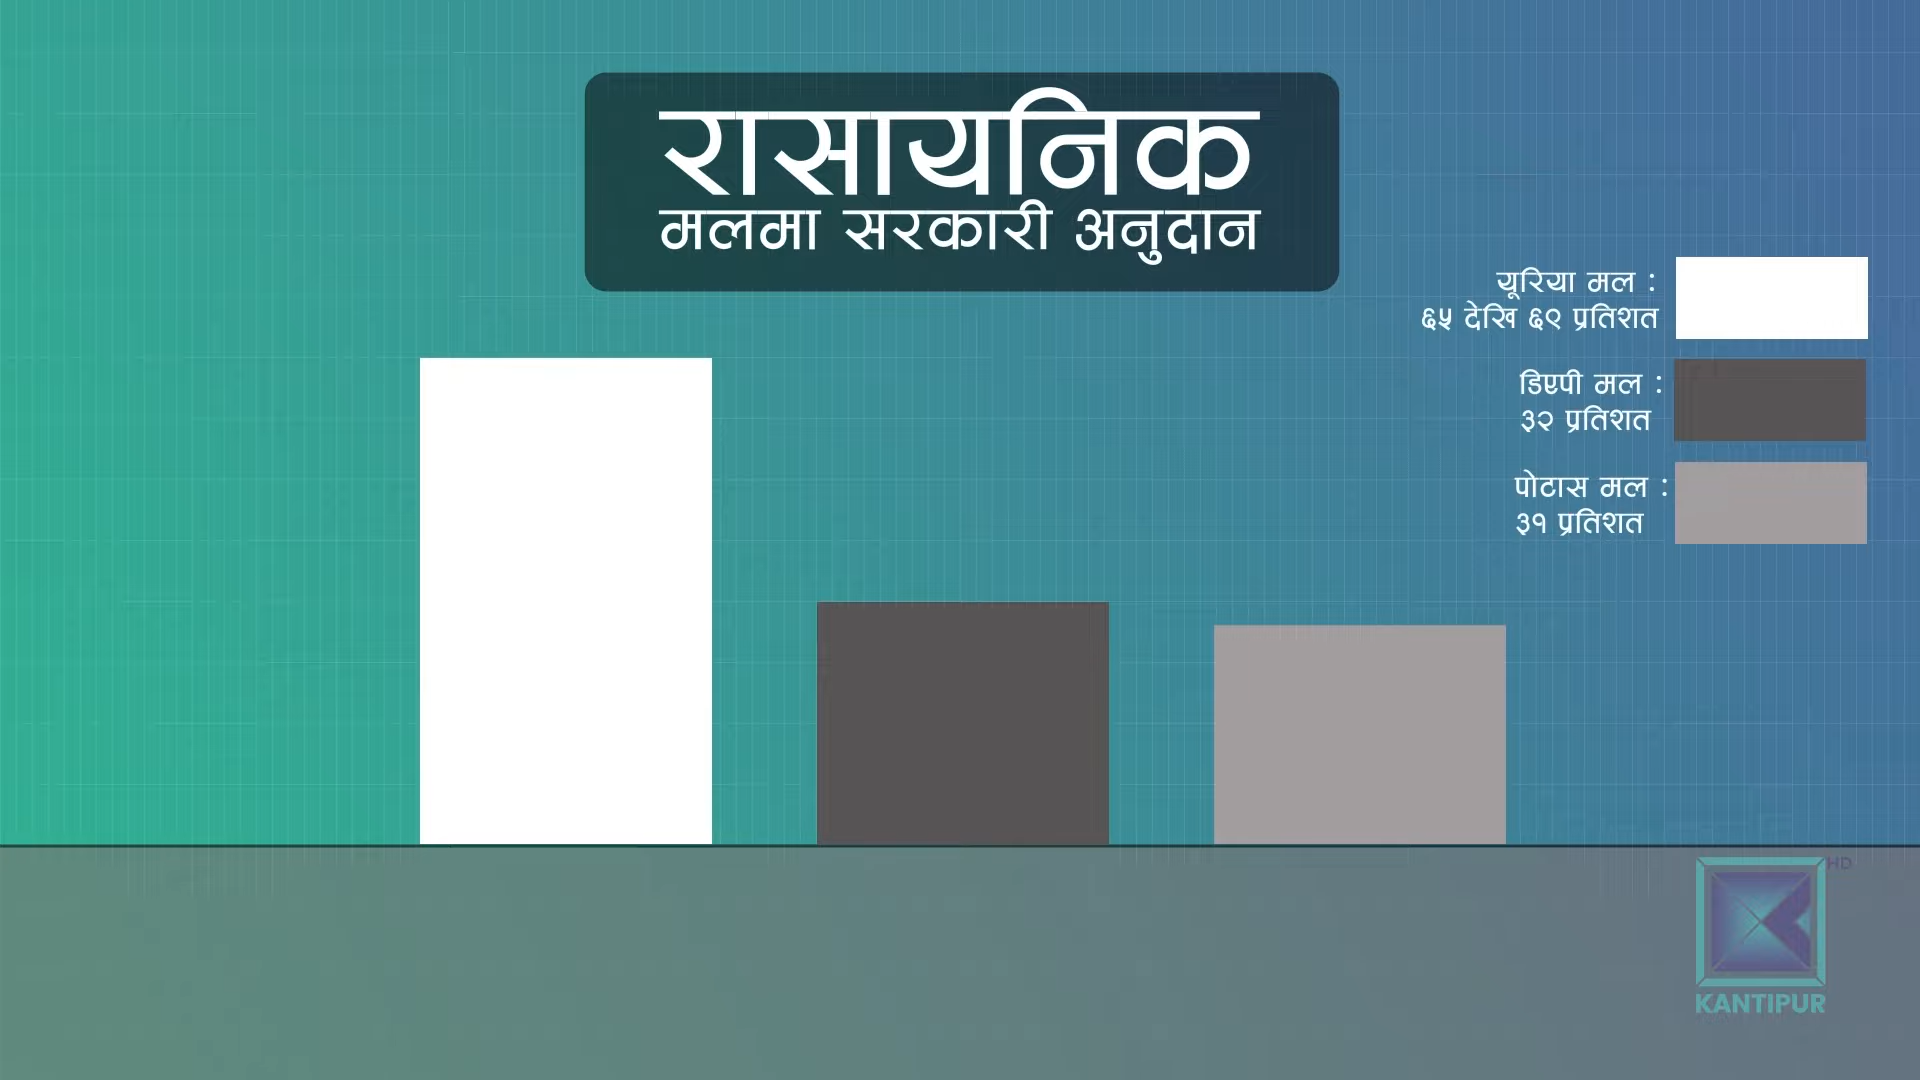 रासायनिक
मलमा सरकारी अनुदान
यूरिया मल :
६५ देखि ६९ प्रतिशत
डिएपी मल :
३२ प्रतिशत
पोटास मल :
३१ प्रतिशत
HD
KANTIPUR